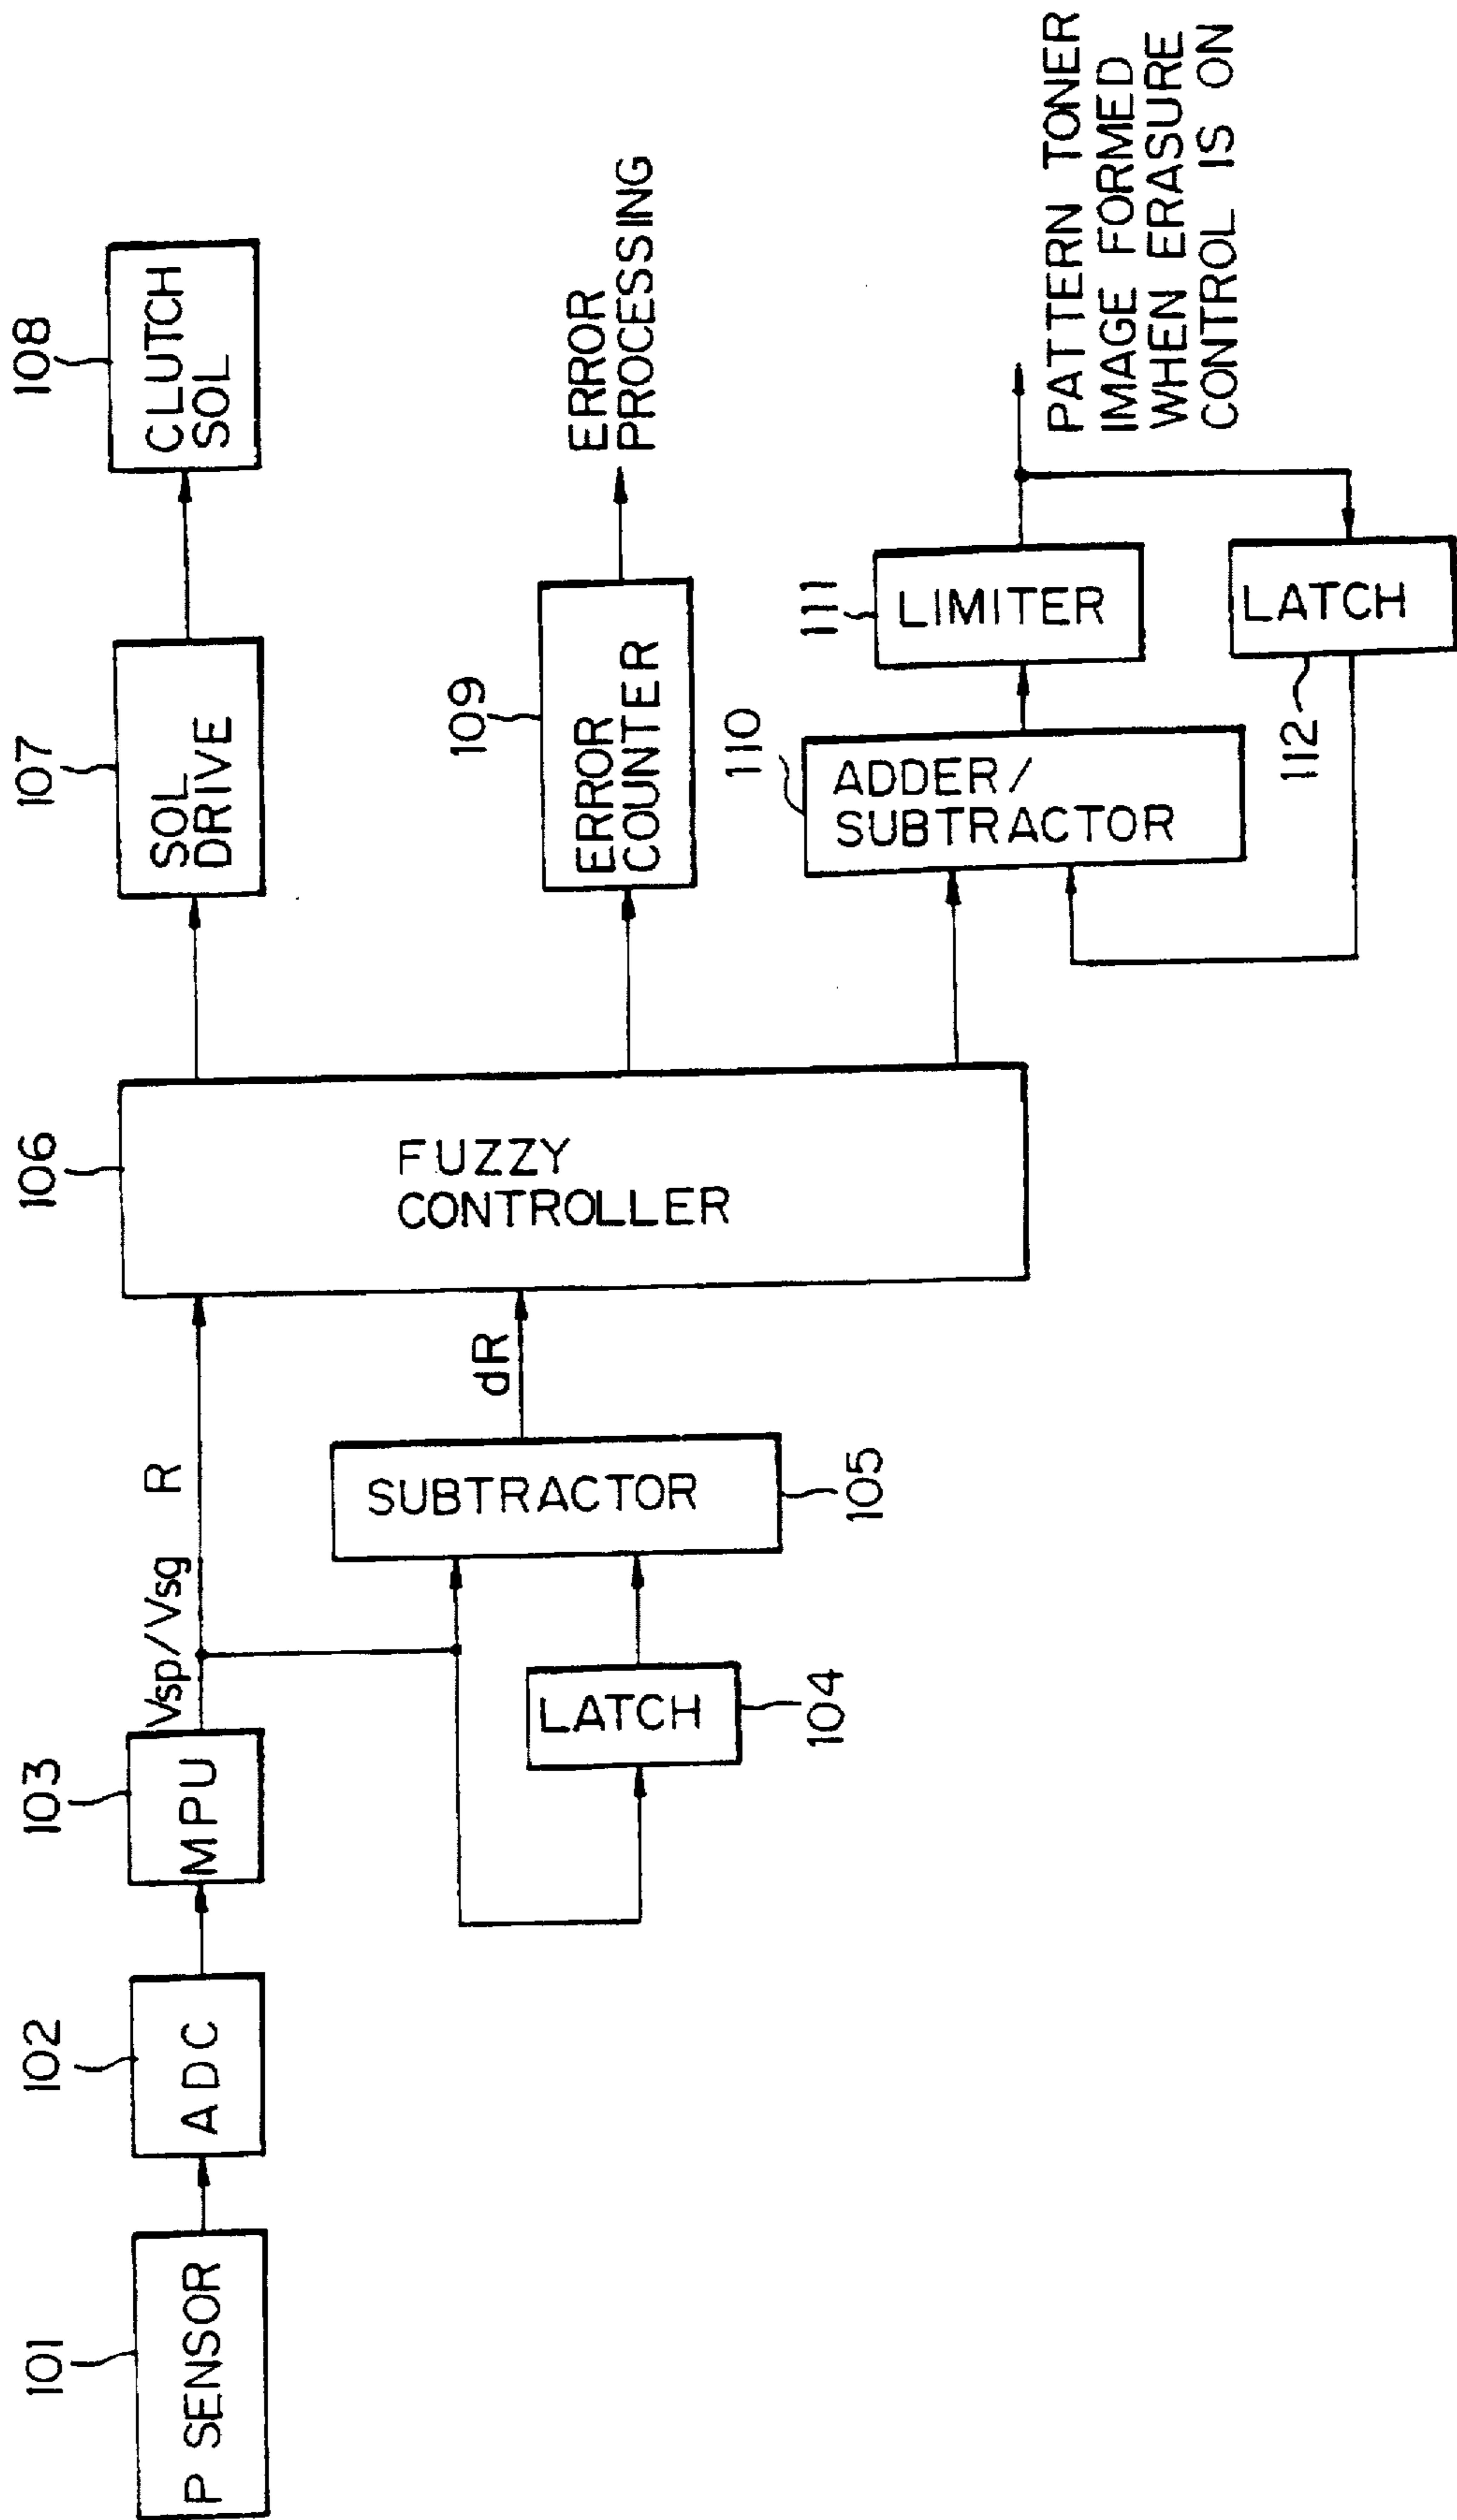 101
P SENSOR
102
ADC
103
MPU
Vsp/Vsg
R
LATCH
104
SUBTRACTOR
105
dR
106
FUZZY
CONTROLLER
107
SOL
DRIVE
108
CLUTCH
SOL
109
ERROR
COUNTER
ERROR
PROCESSING
110
ADDER/
SUBTRACTOR
111
LIMITER
LATCH
112
PATTERN TONER
IMAGE FORMED
WHEN ERASURE
CONTROL IS ON